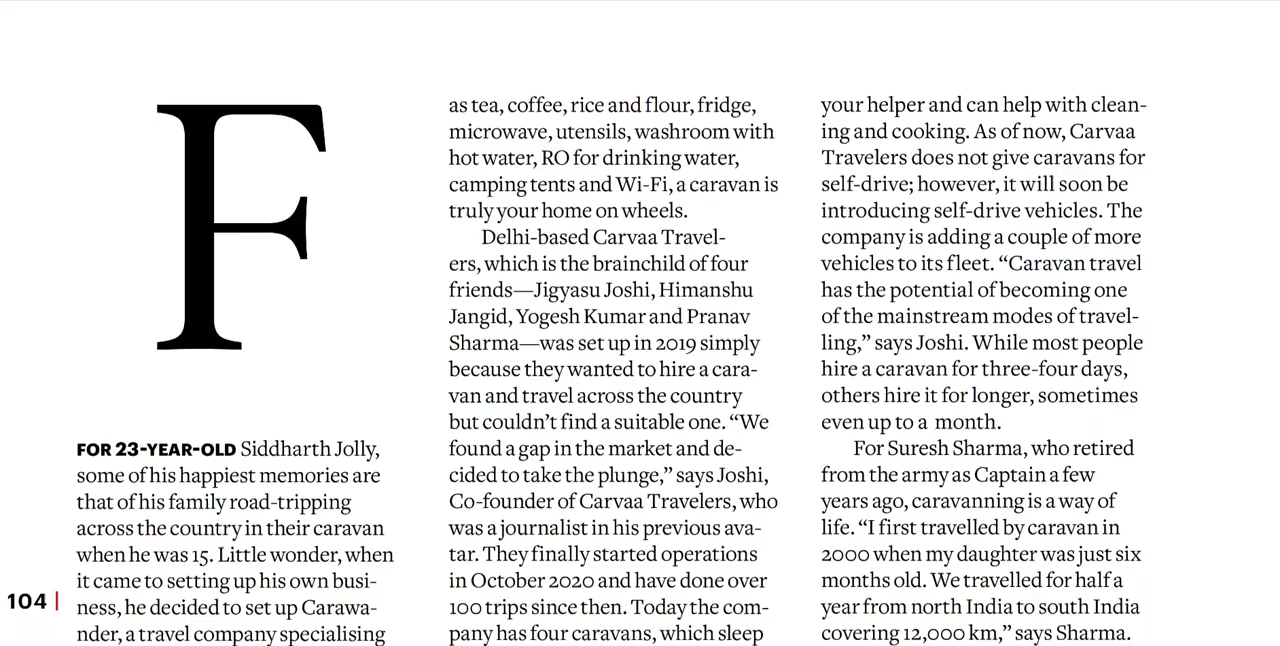 F
FOR 23-YEAR-OLD Siddharth Jolly,
some of his happiest memories are
that of his family road-tripping
across the country in their caravan
when he was 15. Little wonder, when
it came to setting up his own busi-
ness, he decided to set up Carawa-
nder, a travel company specialising
104 |
as tea, coffee, rice and flour, fridge,
microwave, utensils, washroom with
hot water, RO for drinking water,
camping tents and Wi-Fi, a caravan is
truly your home on wheels.
Delhi-based Carvaa Travel-
ers, which is the brainchild of four
friends—Jigyasu Joshi, Himanshu
Jangid, Yogesh Kumar and Pranav
Sharma—was set up in 2019 simply
because they wanted to hire a cara-
van and travel across the country
but couldn't find a suitable one. “We
found a gap in the market and de-
cided to take the plunge,” says Joshi,
Co-founder of Carvaa Travelers, who
was a journalist in his previous ava-
tar. They finally started operations
in October 2020 and have done over
100 trips since then. Today the com-
pany has four caravans, which sleep
your helper and can help with clean-
ing and cooking. As of now, Carvaa
Travelers does not give caravans for
self-drive; however, it will soon be
introducing self-drive vehicles. The
company is adding a couple of more
vehicles to its fleet. “Caravan travel
has the potential of becoming one
of the mainstream modes of travel-
ling,” says Joshi. While most people
hire a caravan for three-four days,
others hire it for longer, sometimes
even up to a month.
For Suresh Sharma, who retired
from the army as Captain a few
years ago, caravanning is a way of
life. “I first travelled by caravan in
2000 when my daughter was just six
months old. We travelled for half a
year from north India to south India
covering 12,000 km,” says Sharma.